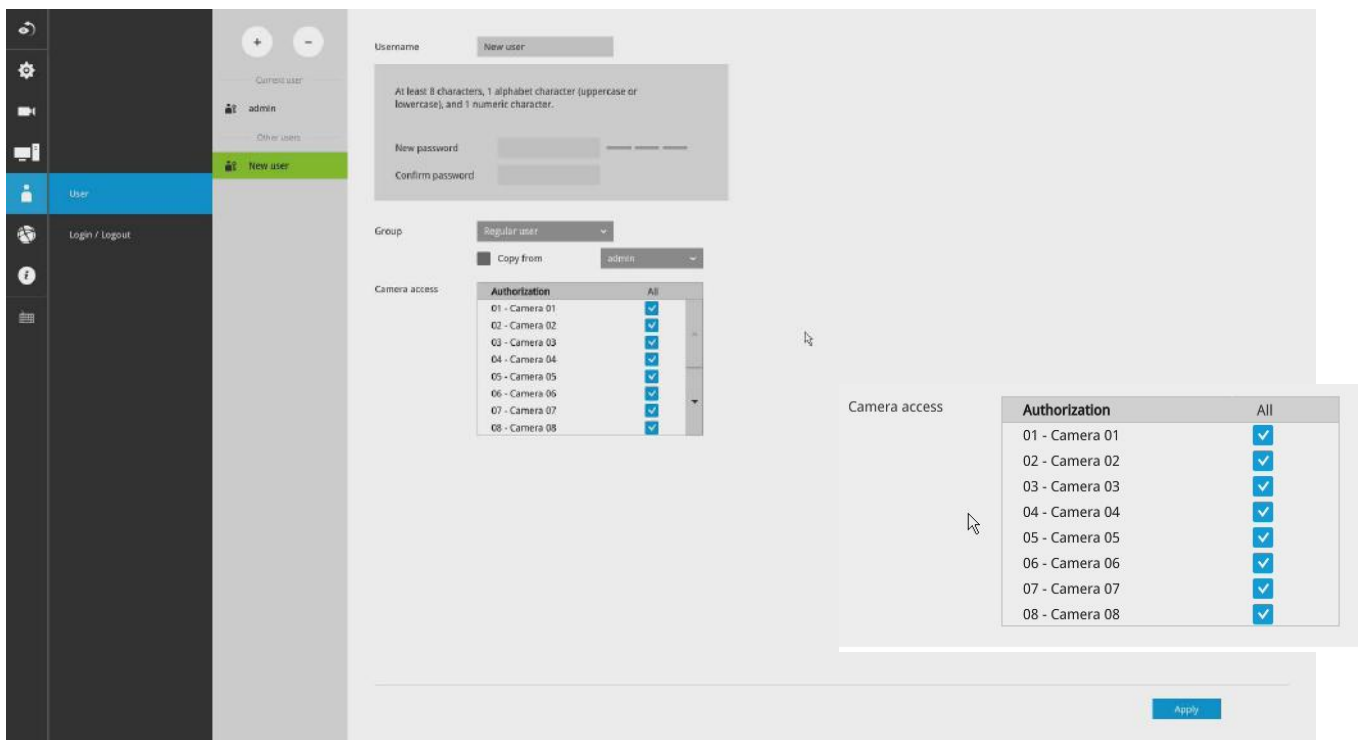 + -
Username New user
Current user
At least 8 characters, 1 alphabet character (uppercase or
lowercase), and 1 numeric character.
admin
Other users
New password
New user
Confirm password
User
Group Regular user
Login / Logout
Copy from admin
Camera access
Authorization All
01 - Camera 01
02 - Camera 02
03 - Camera 03
04 - Camera 04
05 - Camera 05
06 - Camera 06
07 - Camera 07
08 - Camera 08
Camera access
Authorization All
01 - Camera 01
02 - Camera 02
03 - Camera 03
04 - Camera 04
05 - Camera 05
06 - Camera 06
07 - Camera 07
08 - Camera 08
Apply